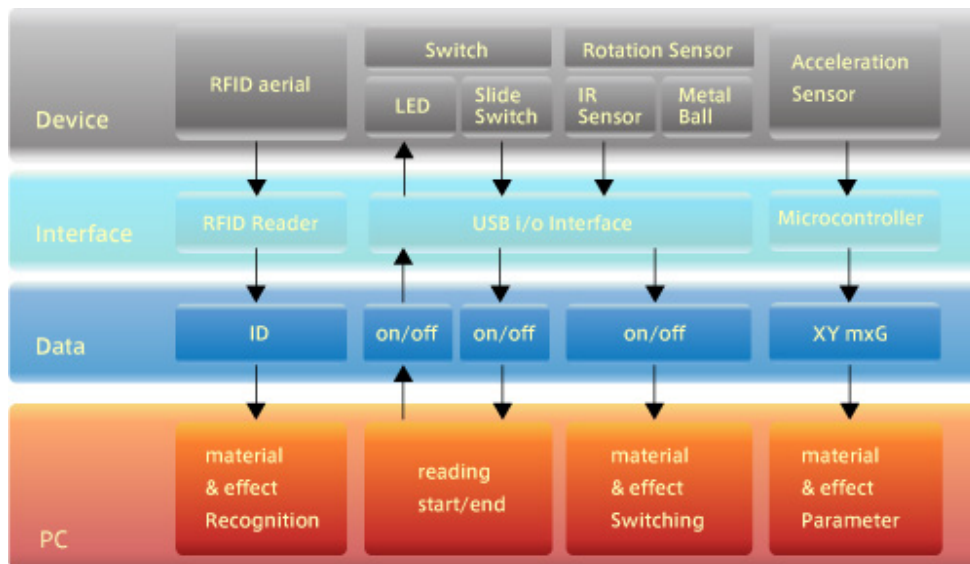 Device
RFID aerial
Switch
LED
Slide
Switch
Rotation Sensor
IR
Sensor
Metal
Ball
Acceleration
Sensor
Interface
RFID Reader
USB i/o Interface
Microcontroller
Data
ID
on/off
on/off
on/off
XY mxG
PC
material
& effect
Recognition
reading
start/end
material
& effect
Switching
material
& effect
Parameter